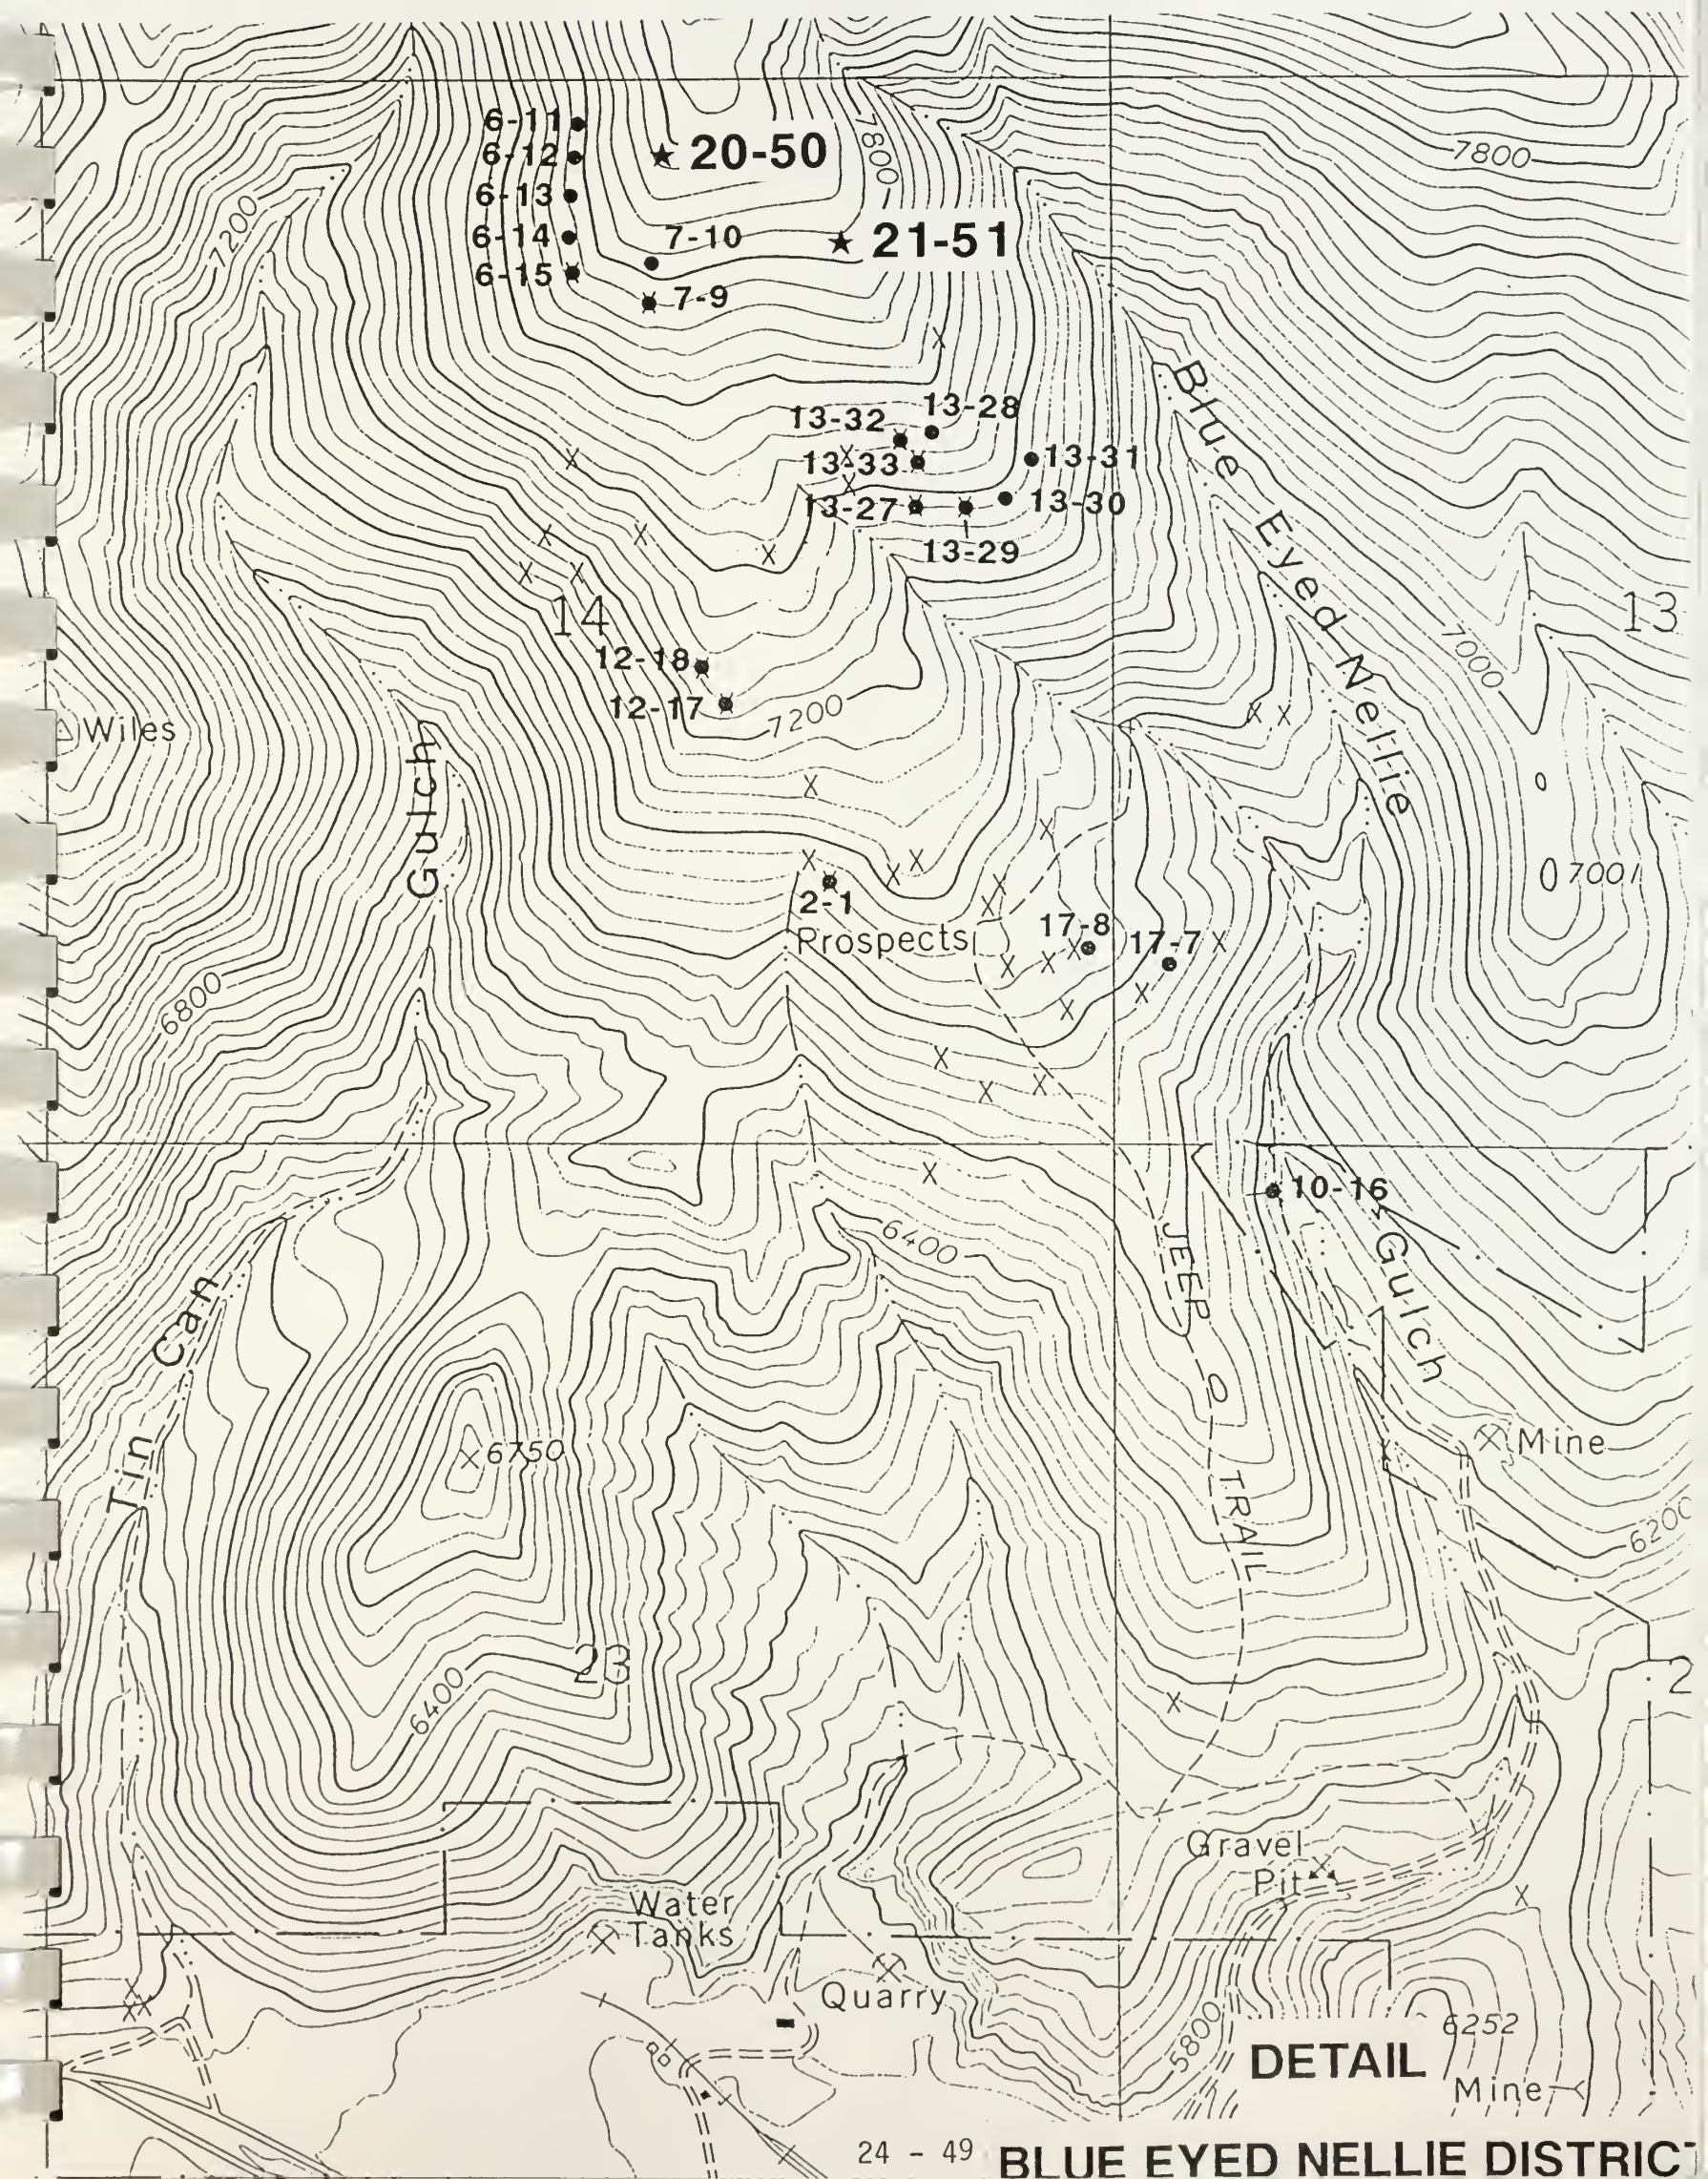 6-11
6-12
20-50
7800
7800
6-13
7200
6-14
7-10
21-51
6-15
7-9
Blue Eyed Nellie Gulch
13-32
13-28
13-33
13-31
13-27
13-30
13-29
14
13
12-18
7000
12-17
7200
Wiles
Tin Can Gulch
2-1
7001
Prospects
17-8
17-7
6800
10-16
6400
JEEP TRAIL
6750
Mine
6200
23
2
6400
Gravel
Pit
Water
Tanks
Quarry
5800
6252
DETAIL
Mine
24 - 49
BLUE EYED NELLIE DISTRICT